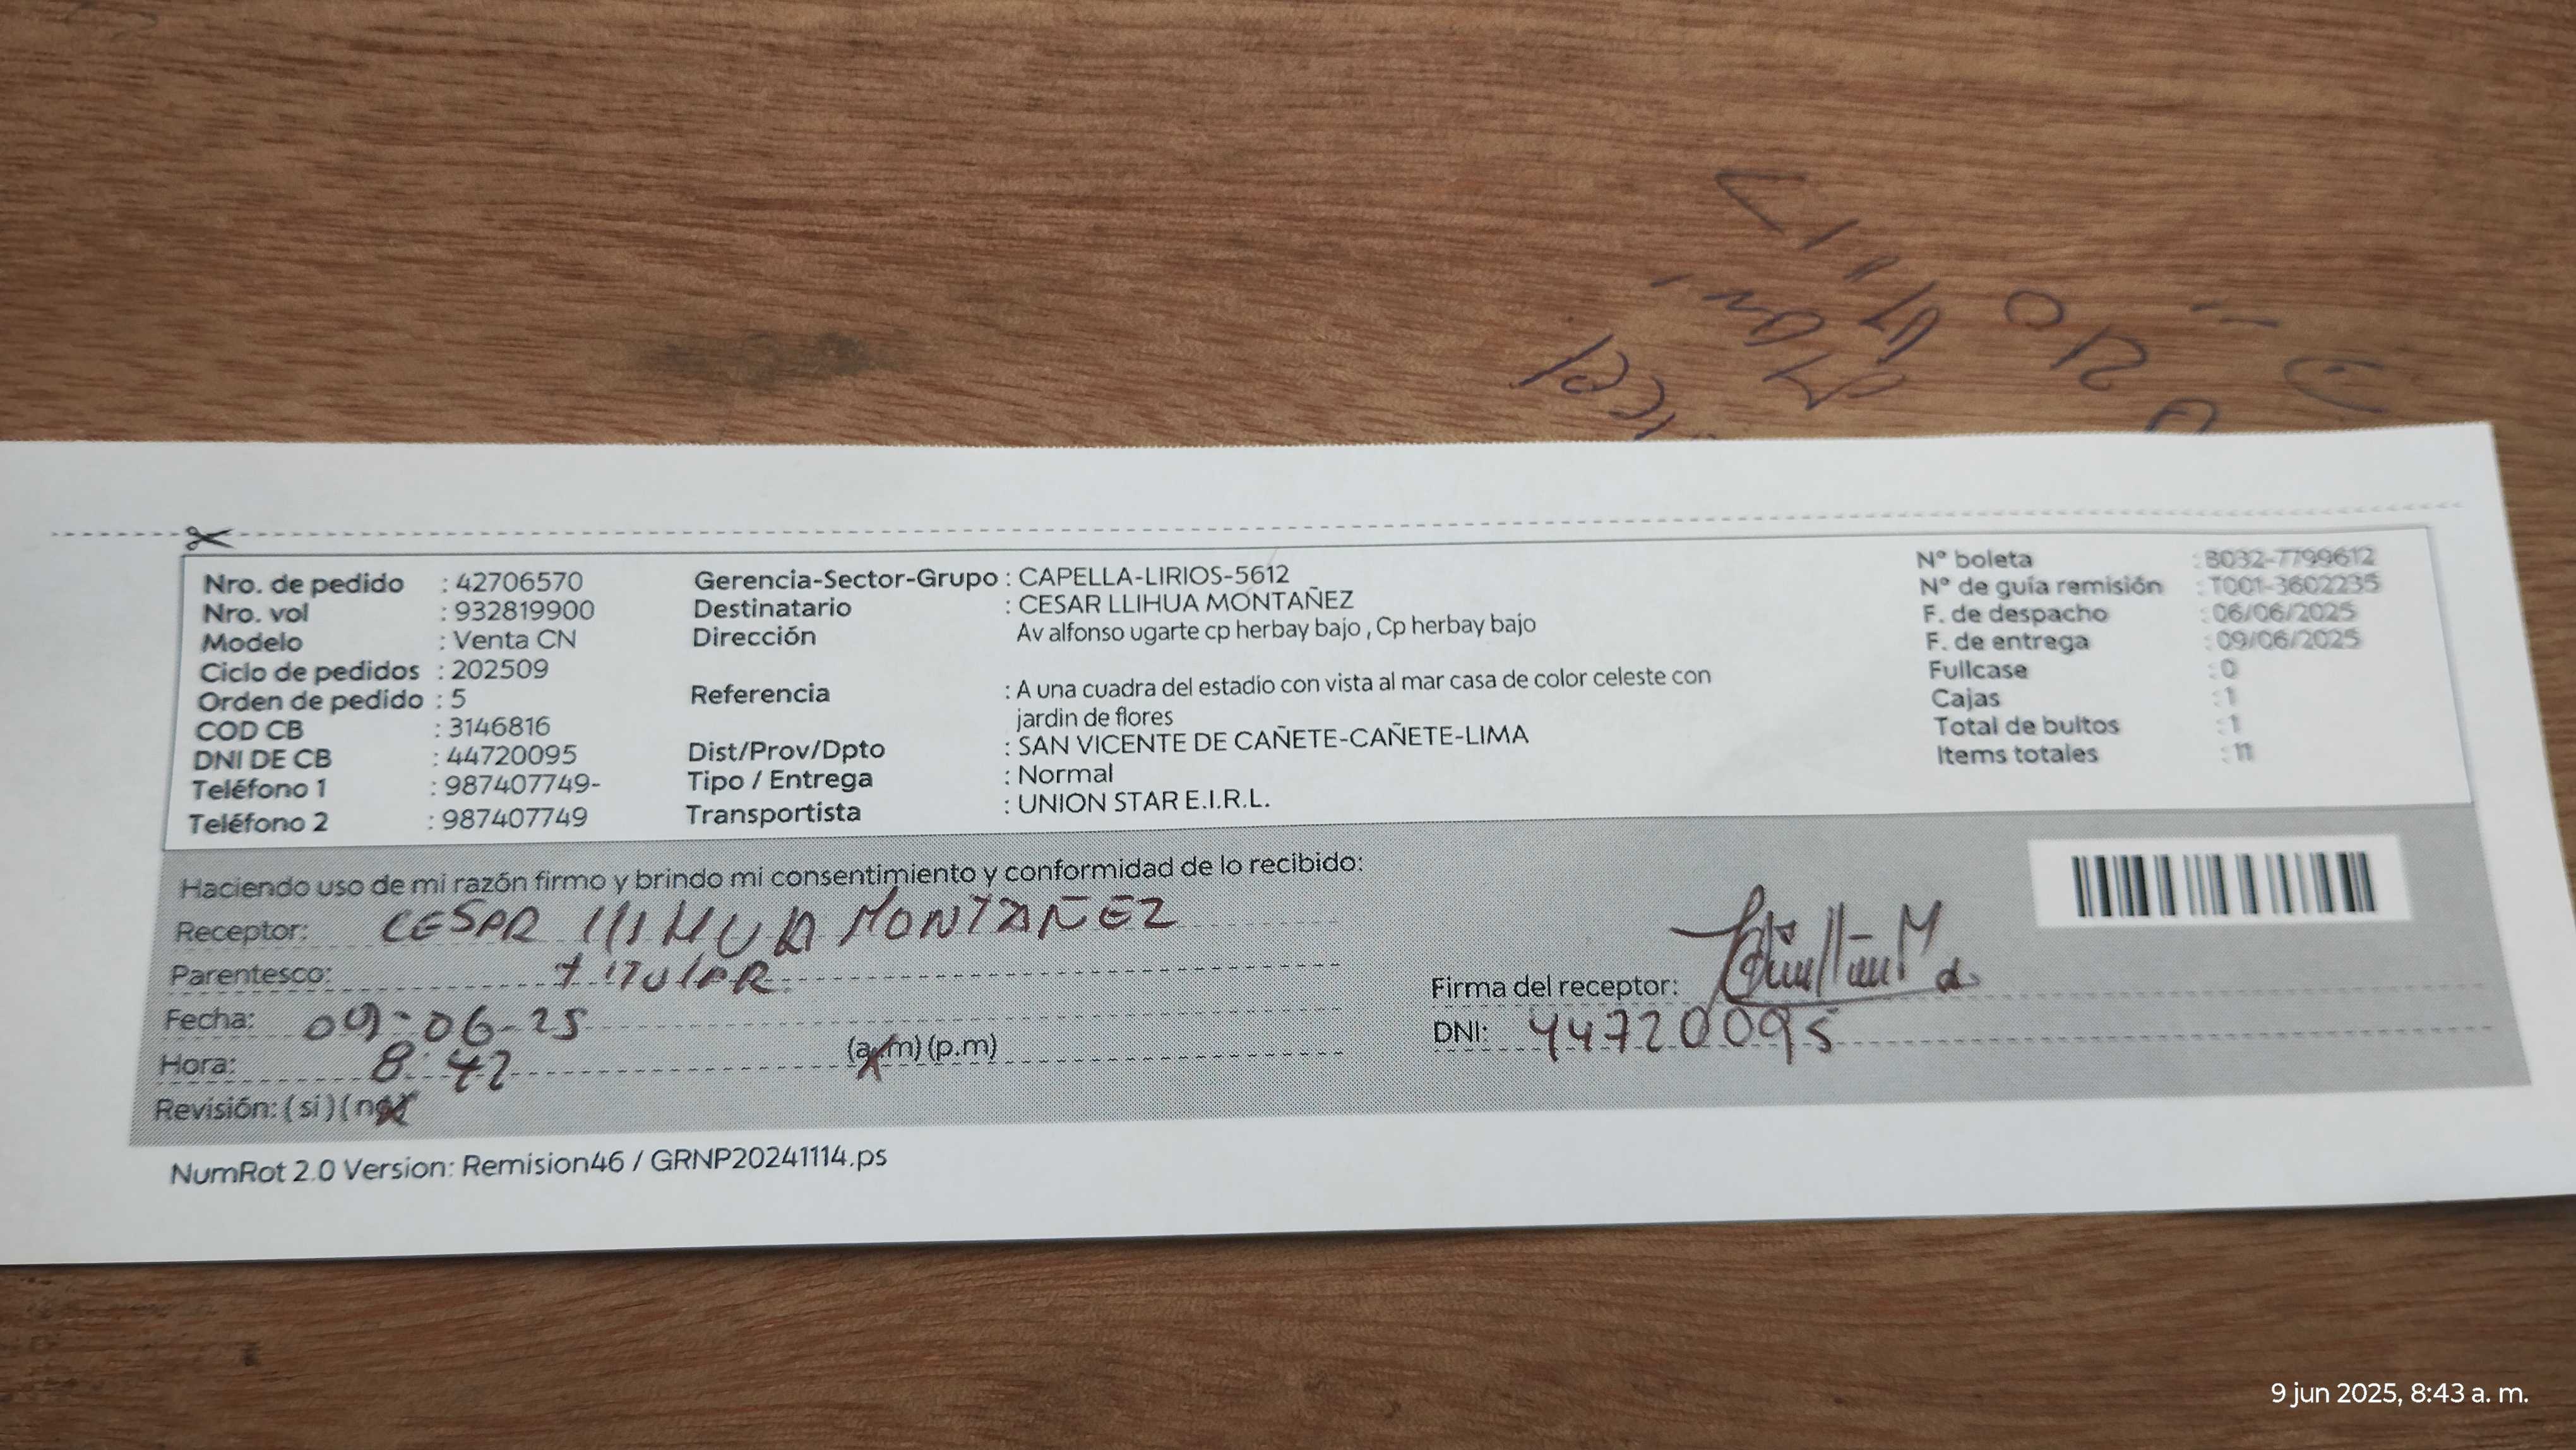 Nro. de pedido : 42706570
Nro. vol : 932819900
Modelo : Venta CN
Ciclo de pedidos : 202509
Orden de pedido : 5
COD CB : 3146816
DNI DE CB : 44720095
Teléfono 1 : 987407749-
Teléfono 2 : 987407749
Gerencia-Sector-Grupo : CAPELLA-LIRIOS-5612
Destinatario : CESAR LLIHUA MONTAÑEZ
Dirección Av alfonso ugarte cp herbay bajo , Cp herbay bajo
Referencia : A una cuadra del estadio con vista al mar casa de color celeste con
jardin de flores
Dist/Prov/Dpto : SAN VICENTE DE CAÑETE-CAÑETE-LIMA
Tipo / Entrega : Normal
Transportista : UNION STAR E.I.R.L.
Nº boleta : B032-7799612
Nº de guía remisión : T001-3602235
F. de despacho : 06/06/2025
F. de entrega : 09/06/2025
Fullcase : 0
Cajas : 1
Total de bultos : 1
Items totales : 11
Haciendo uso de mi razón firmo y brindo mi consentimiento y conformidad de lo recibido:
Receptor: CESAR llIHUA MONTAÑEZ
Parentesco: tITUlAR
Fecha: 09-06-25
Hora: 8:42 (a.m) (p.m)
Revisión: (si) (no)
Firma del receptor:
DNI: 44720095
NumRot 2.0 Version: Remision46 / GRNP20241114.ps
9 jun 2025, 8:43 a. m.